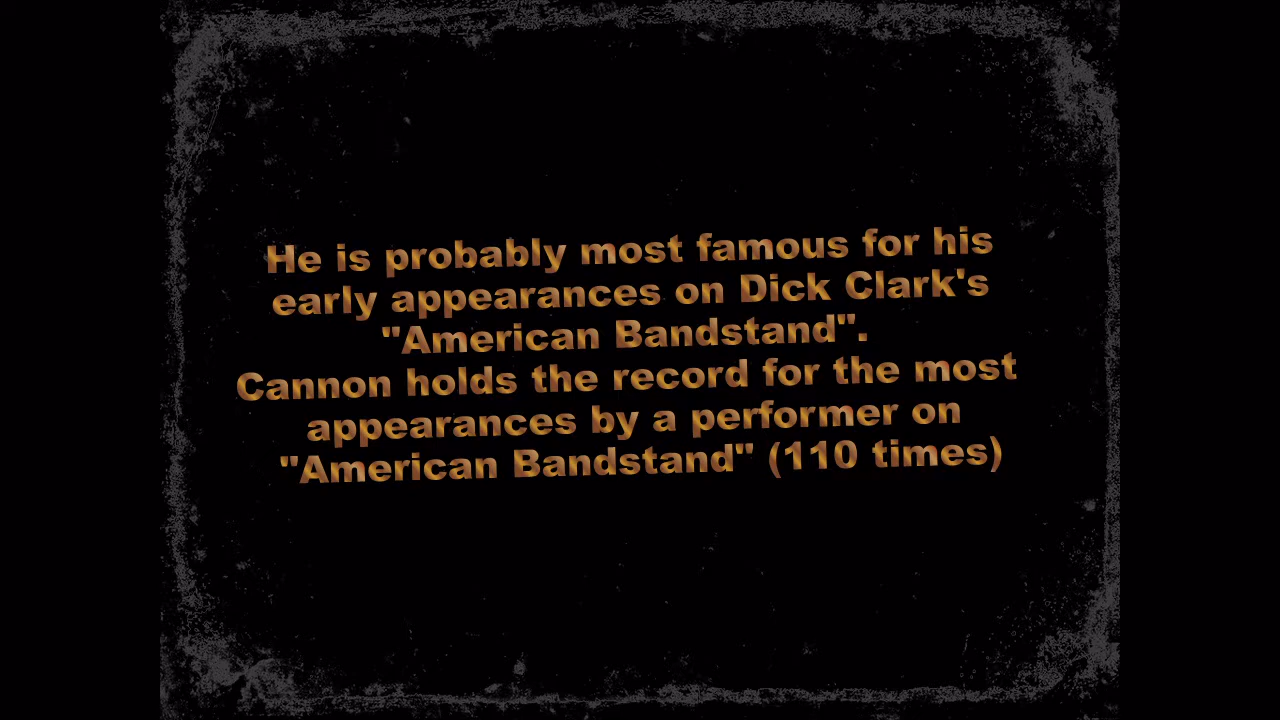 He is probably most famous for his
early appearances on Dick Clark's
"American Bandstand".
Cannon holds the record for the most
appearances by a performer on
"American Bandstand" (110 times)